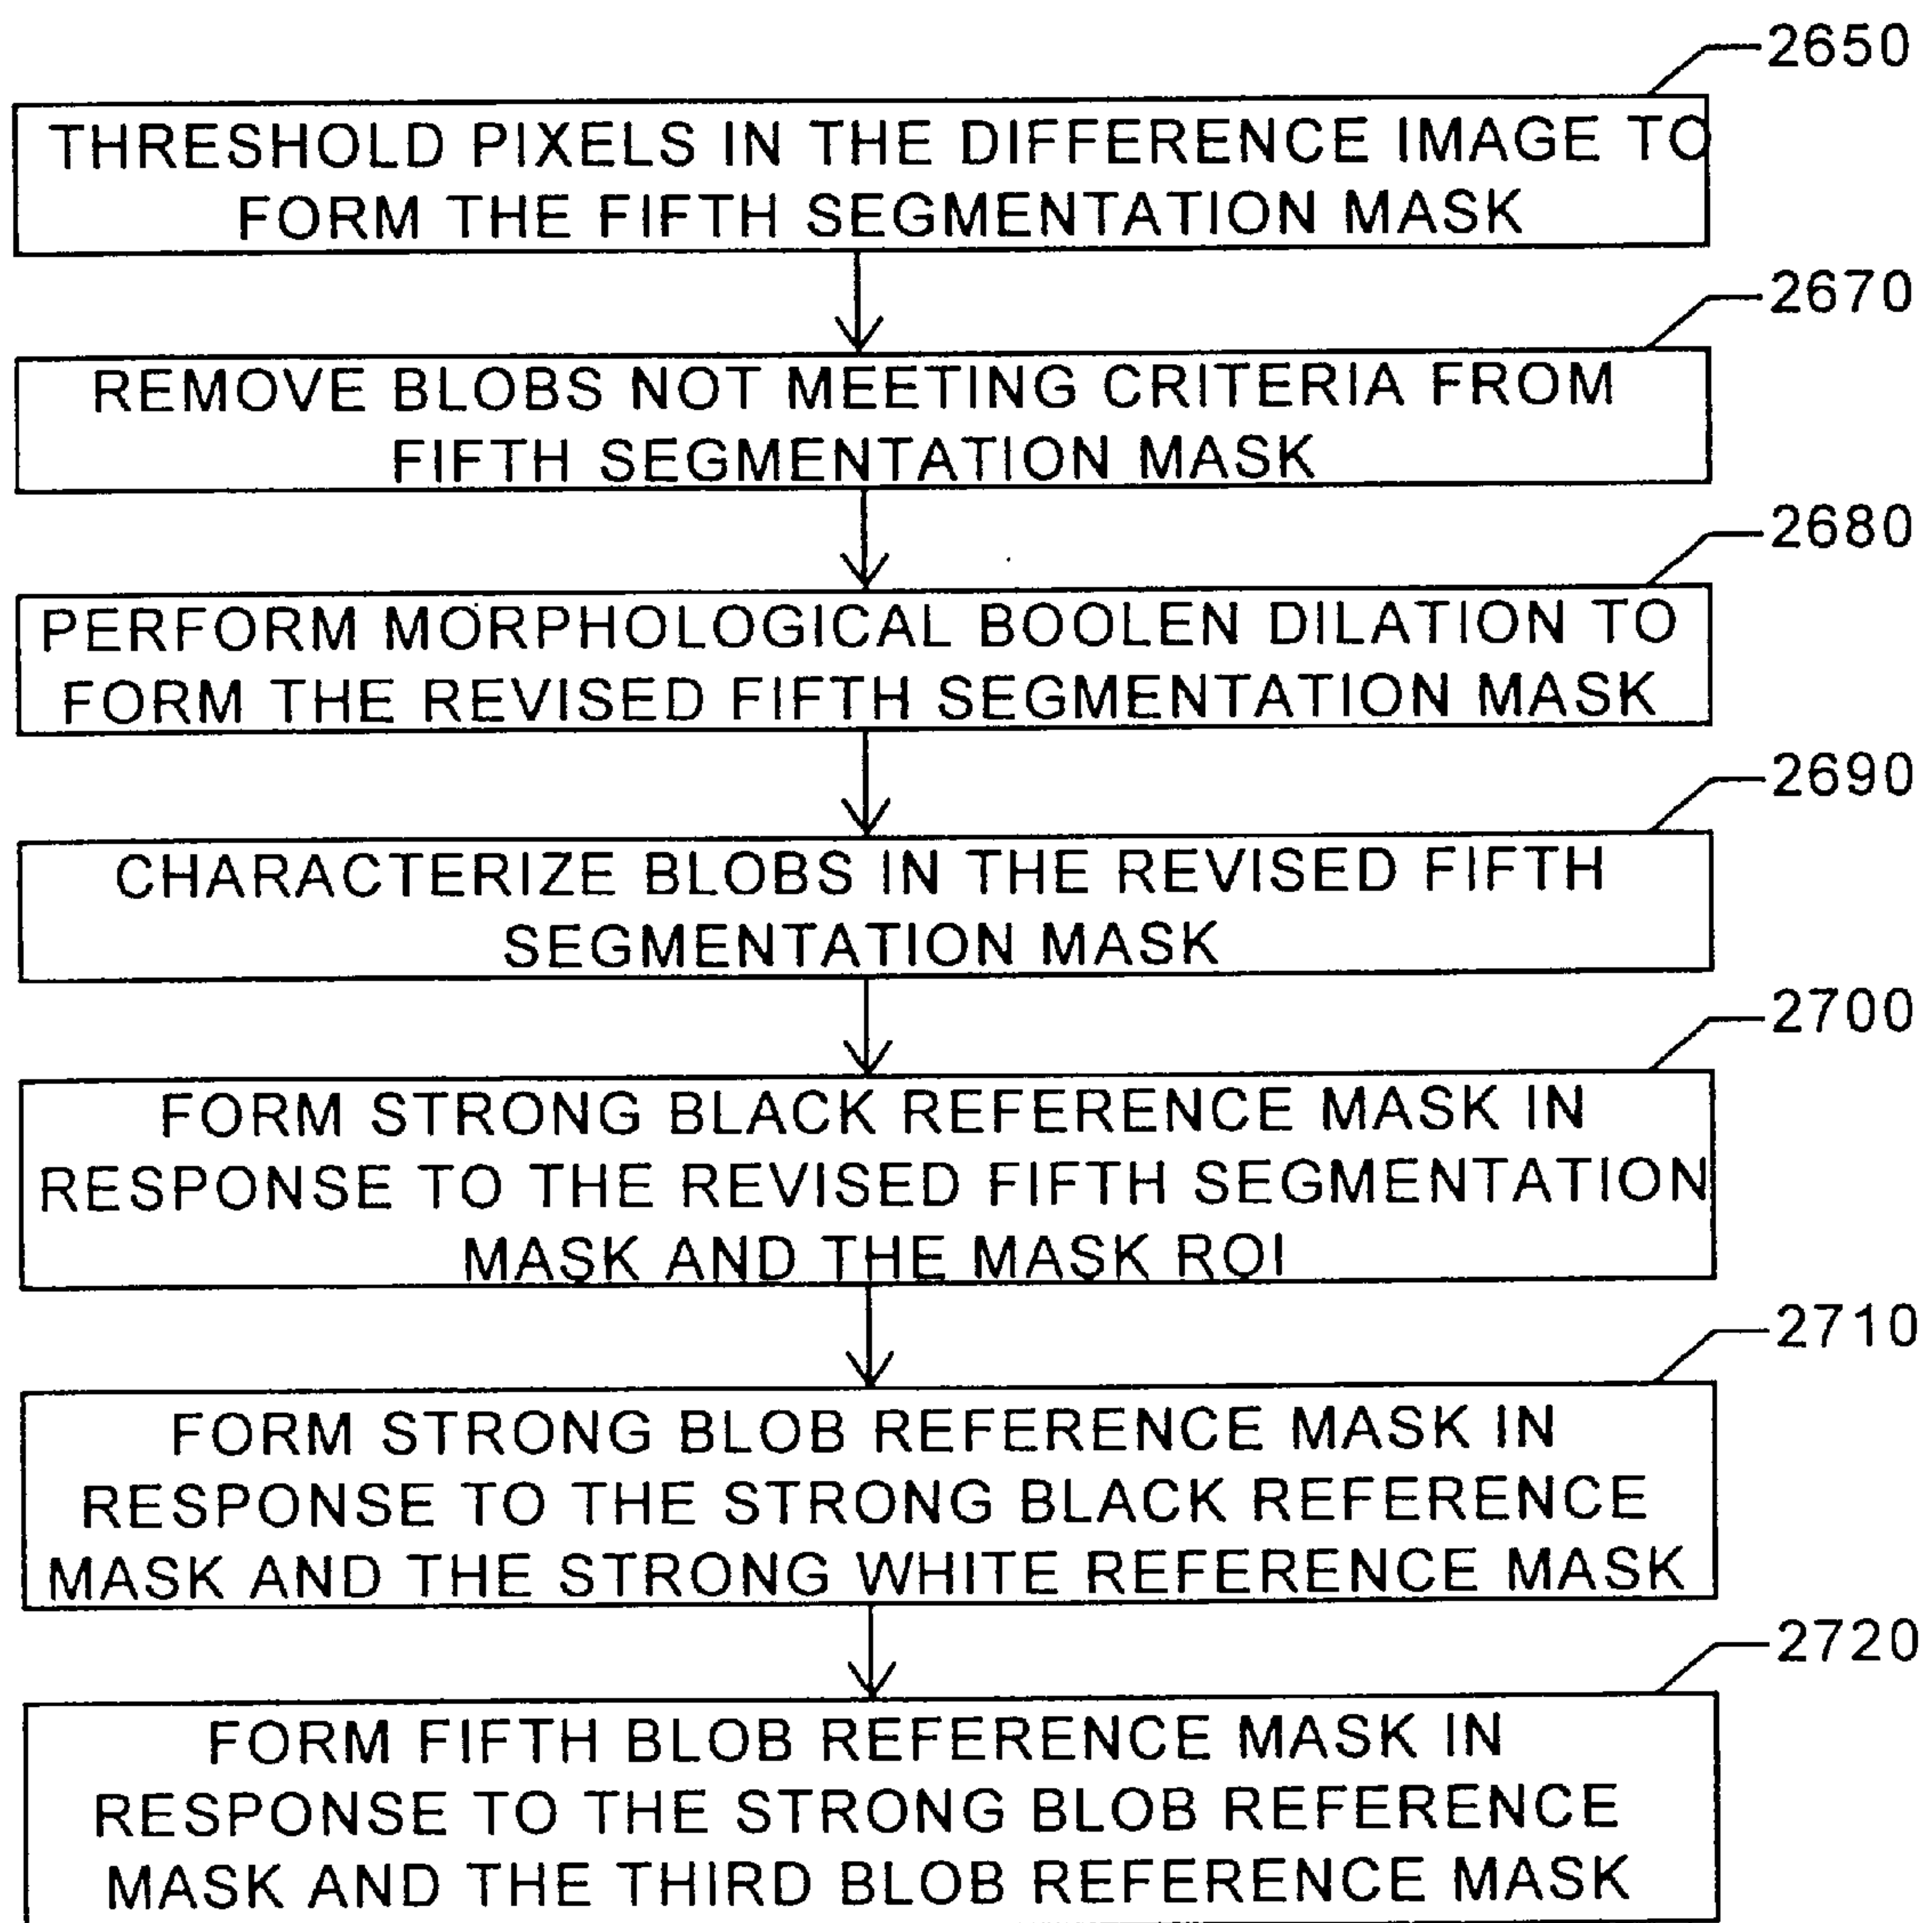 2650
THRESHOLD PIXELS IN THE DIFFERENCE IMAGE TO
FORM THE FIFTH SEGMENTATION MASK
2670
REMOVE BLOBS NOT MEETING CRITERIA FROM
FIFTH SEGMENTATION MASK
2680
PERFORM MORPHOLOGICAL BOOLEN DILATION TO
FORM THE REVISED FIFTH SEGMENTATION MASK
2690
CHARACTERIZE BLOBS IN THE REVISED FIFTH
SEGMENTATION MASK
2700
FORM STRONG BLACK REFERENCE MASK IN
RESPONSE TO THE REVISED FIFTH SEGMENTATION
MASK AND THE MASK ROI
2710
FORM STRONG BLOB REFERENCE MASK IN
RESPONSE TO THE STRONG BLACK REFERENCE
MASK AND THE STRONG WHITE REFERENCE MASK
2720
FORM FIFTH BLOB REFERENCE MASK IN
RESPONSE TO THE STRONG BLOB REFERENCE
MASK AND THE THIRD BLOB REFERENCE MASK